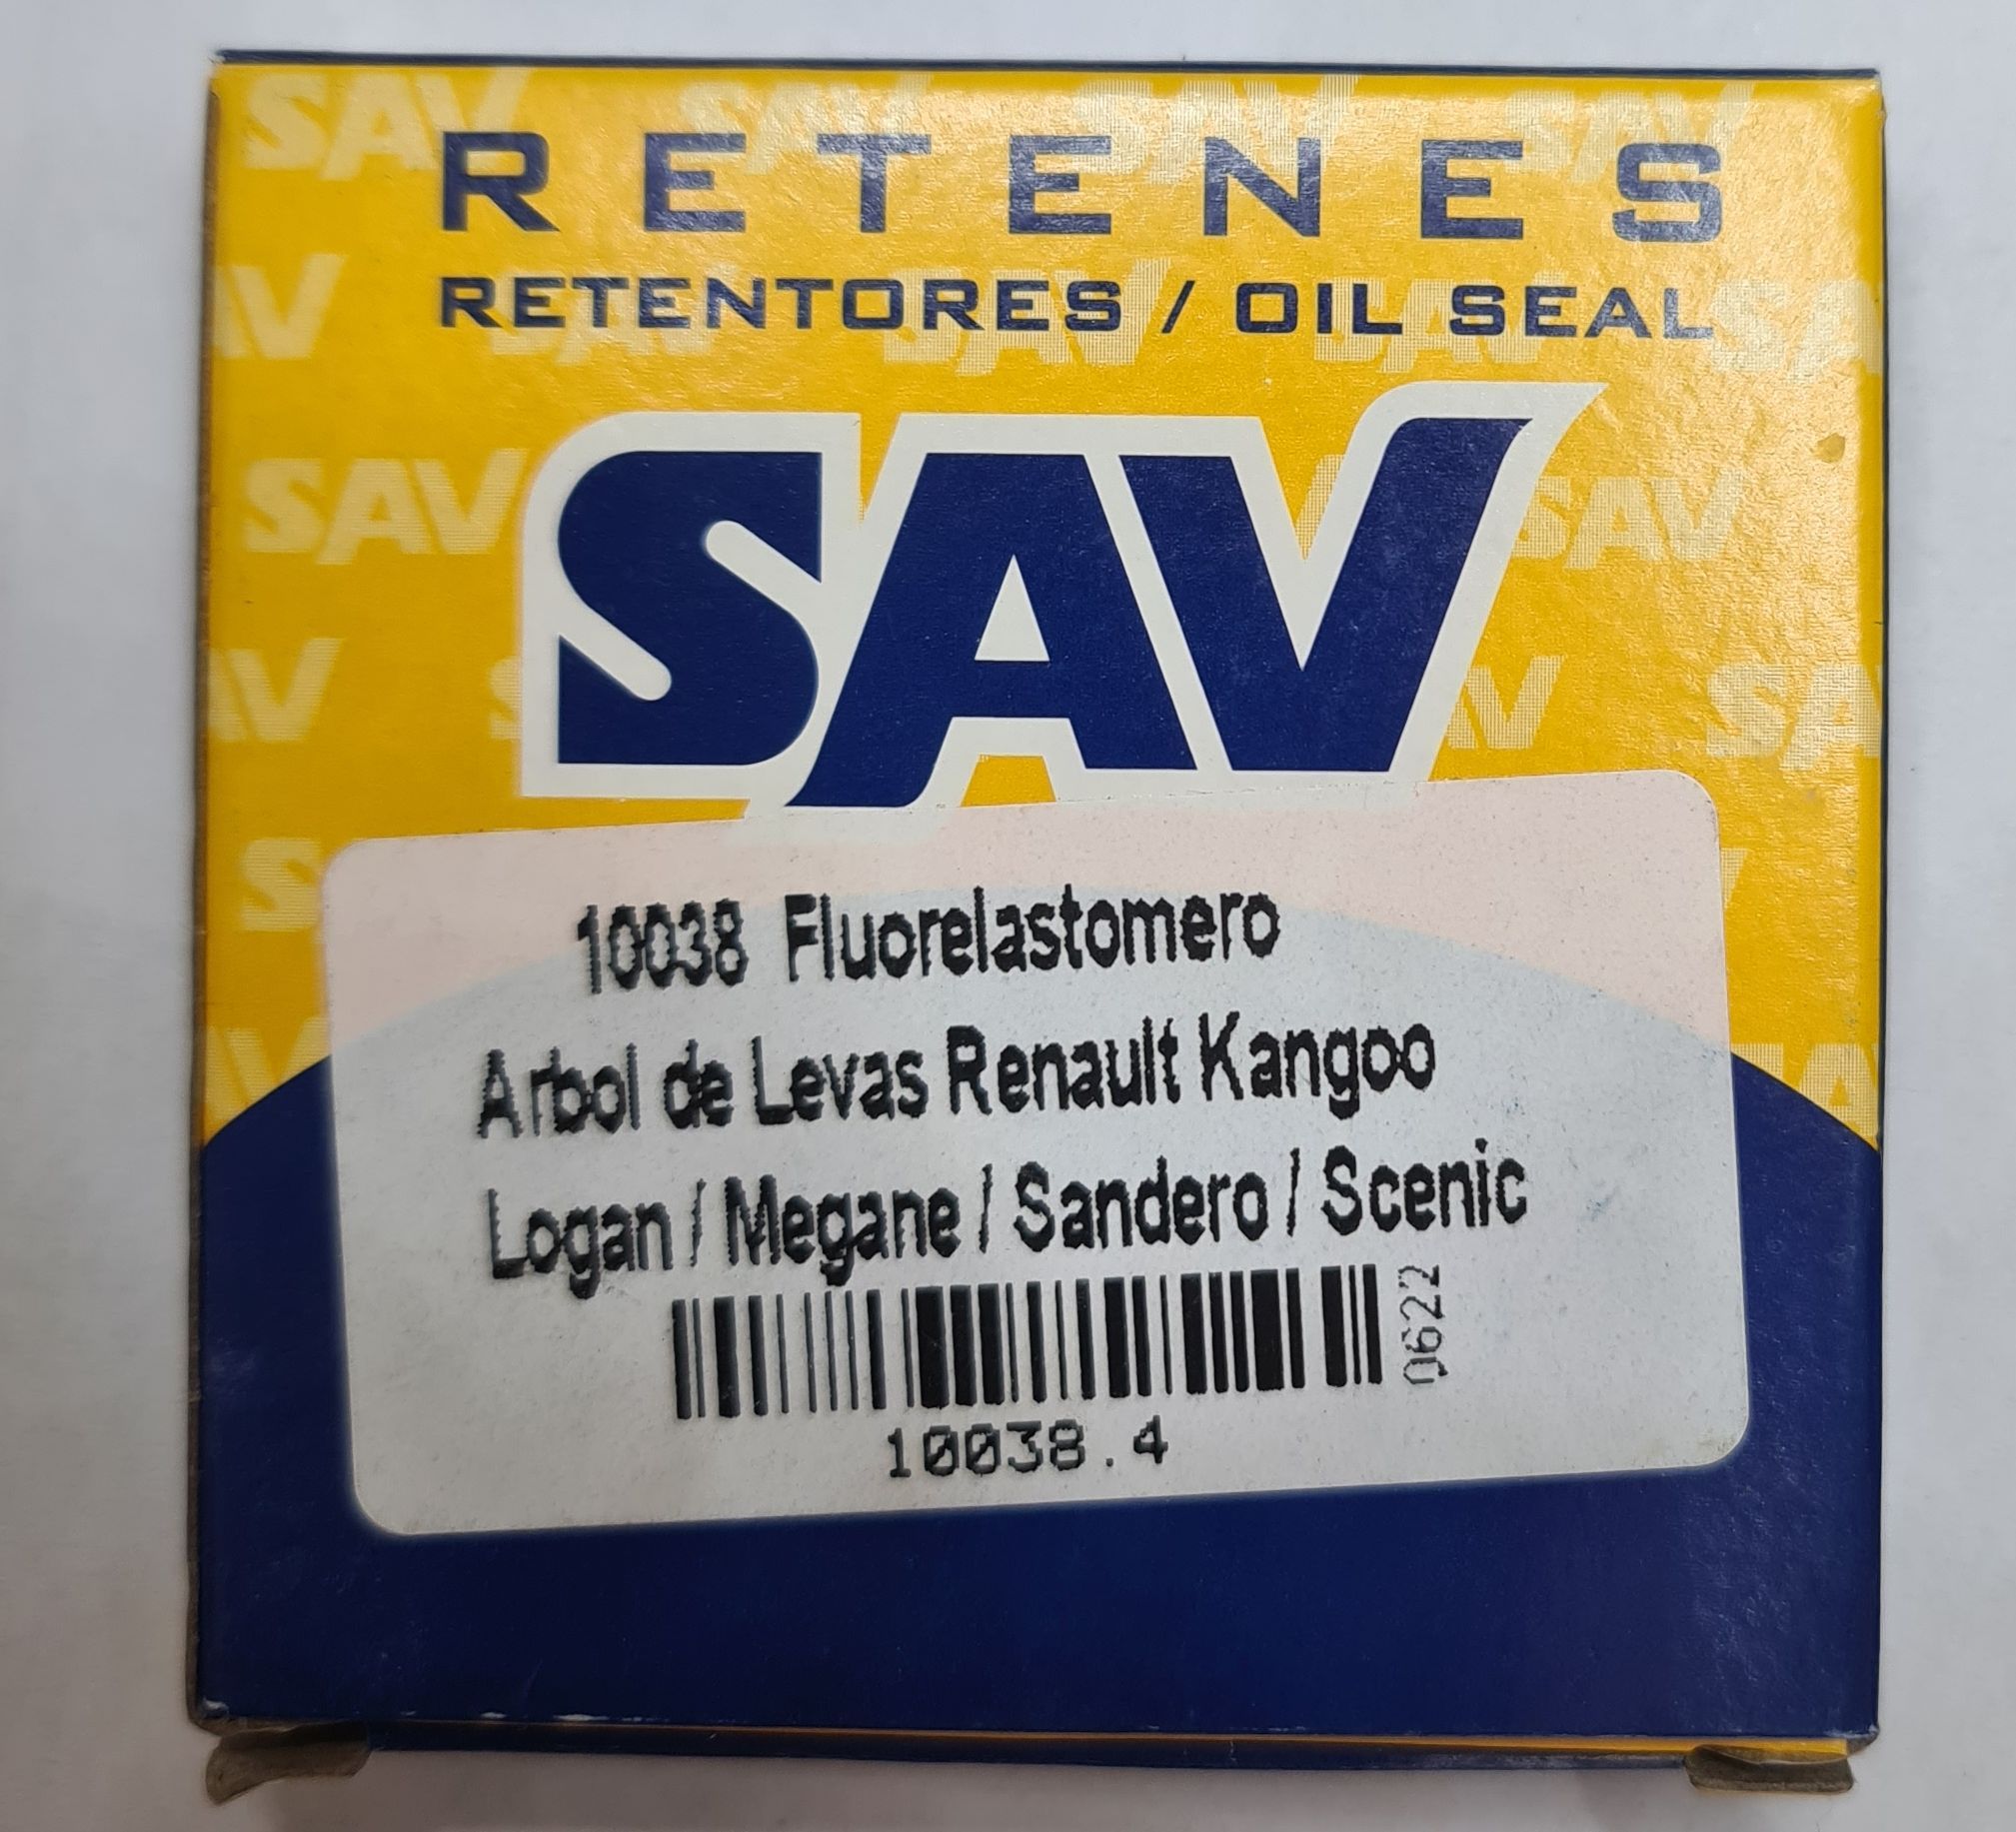 RETENES
RETENTORES / OIL SEAL
SAV
10038 Fluorelastomero
Arbol de Levas Renault Kangoo
Logan / Megane / Sandero / Scenic
0622
10038.4